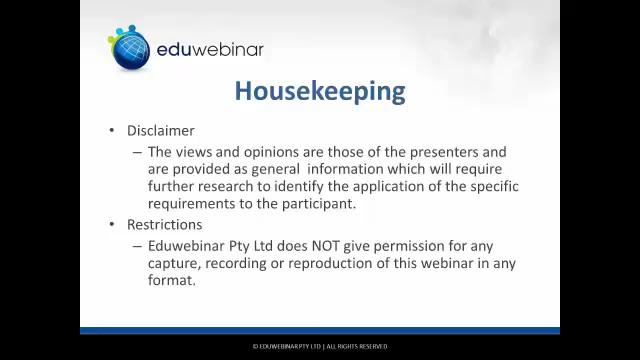 eduwebinar
Housekeeping
• Disclaimer
– The views and opinions are those of the presenters and
are provided as general information which will require
further research to identify the application of the specific
requirements to the participant.
• Restrictions
– Eduwebinar Pty Ltd does NOT give permission for any
capture, recording or reproduction of this webinar in any
format.
© EDUWEBINAR PTY LTD | ALL RIGHTS RESERVED